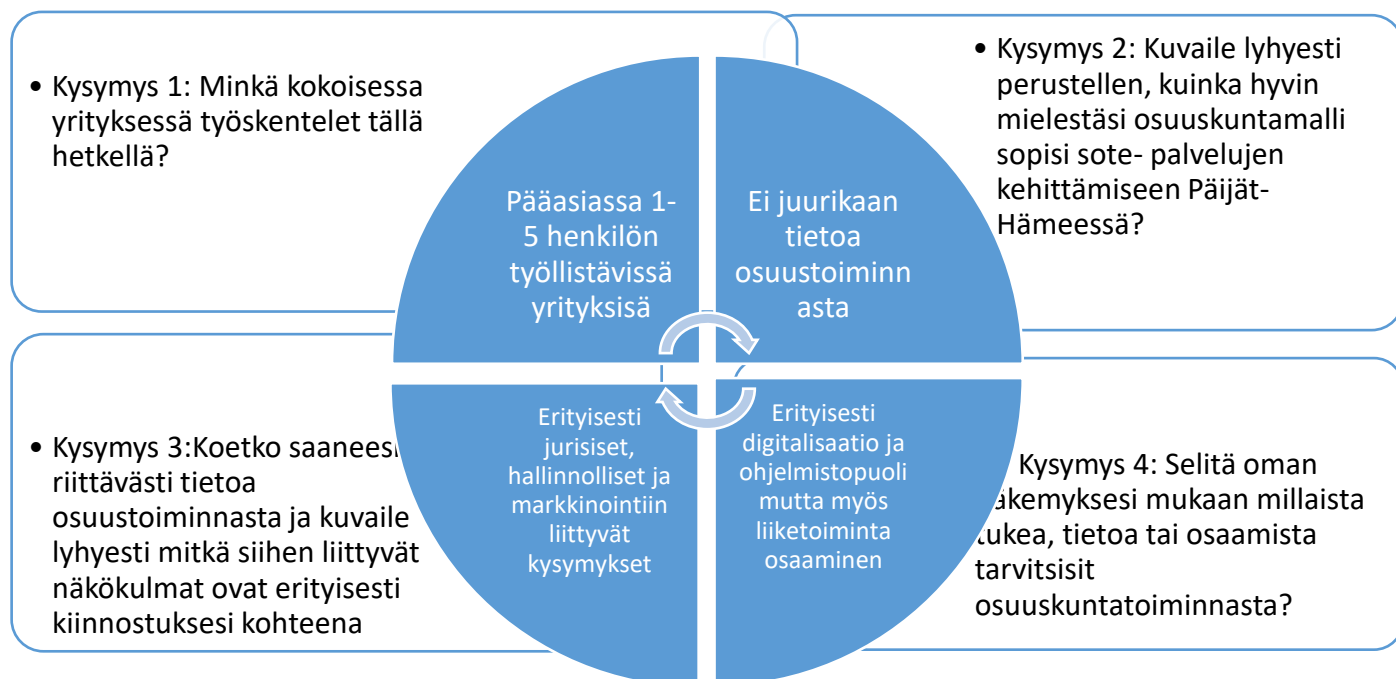 • Kysymys 1: Minkä kokoisessa
yrityksessä työskentelet tällä
hetkellä?
• Kysymys 2: Kuvaile lyhyesti
perustellen, kuinka hyvin
mielestäsi osuuskuntamalli
sopisi sote- palvelujen
kehittämiseen Päijät-
Hämeessä?
Pääasiassa 1-
5 henkilön
työllistävissä
yrityksisä
Ei juurikaan
tietoa
osuustoiminn
asta
• Kysymys 3:Koetko saaneesi
riittävästi tietoa
osuustoiminnasta ja kuvaile
lyhyesti mitkä siihen liittyvät
näkökulmat ovat erityisesti
kiinnostuksesi kohteena
Erityisesti
jurisiset,
hallinnolliset ja
markkinointiin
liittyvät
kysymykset
Erityisesti
digitalisaatio ja
ohjelmistopuoli
mutta myös
liiketoiminta
osaaminen
Kysymys 4: Selitä oman
näkemyksesi mukaan millaista
tukea, tietoa tai osaamista
tarvitsisit
osuuskuntatoiminnasta?